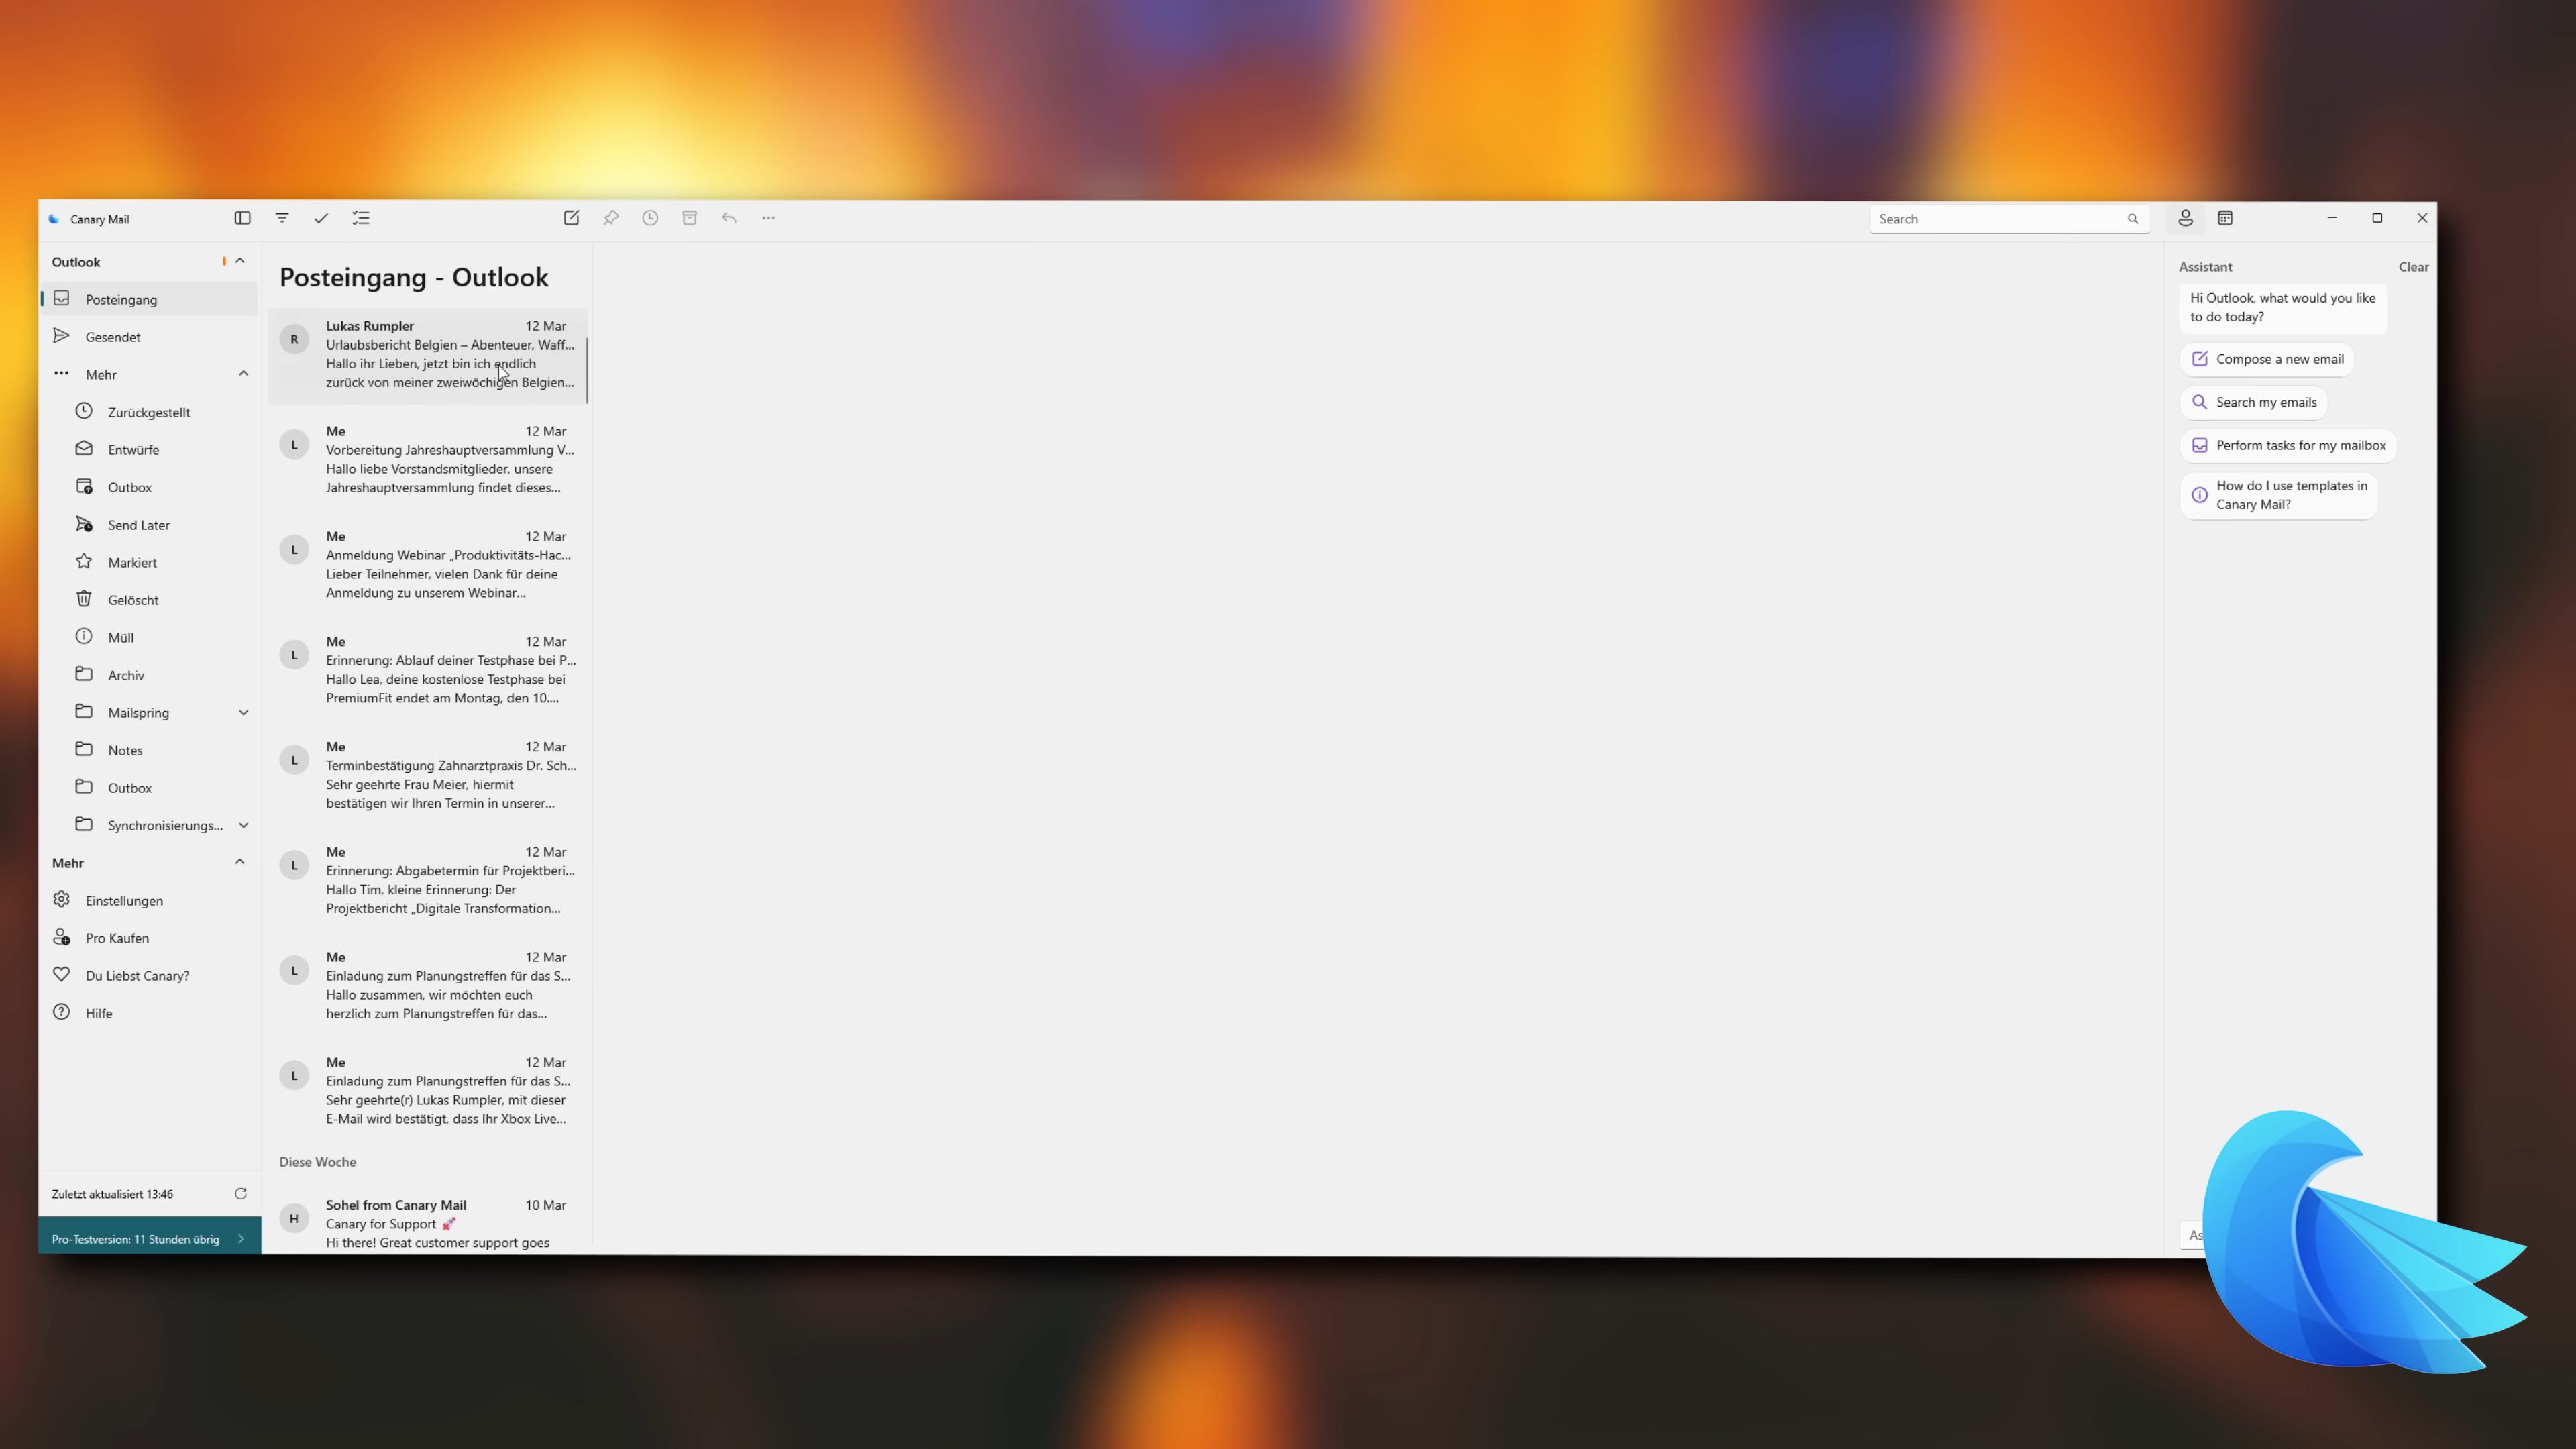 Canary Mail
Search
Outlook
Posteingang
Gesendet
Mehr
Zurückgestellt
Entwürfe
Outbox
Send Later
Markiert
Gelöscht
Müll
Archiv
Mailspring
Notes
Outbox
Synchronisierungs...
Mehr
Einstellungen
Pro Kaufen
Du Liebst Canary?
Hilfe
Zuletzt aktualisiert 13:46
Pro-Testversion: 11 Stunden übrig
Posteingang - Outlook
R
Lukas Rumpler 12 Mar
Urlaubsbericht Belgien – Abenteuer, Waff...
Hallo ihr Lieben, jetzt bin ich endlich
zurück von meiner zweiwöchigen Belgien...
L
Me 12 Mar
Vorbereitung Jahreshauptversammlung V...
Hallo liebe Vorstandsmitglieder, unsere
Jahreshauptversammlung findet dieses...
L
Me 12 Mar
Anmeldung Webinar „Produktivitäts-Hac...
Lieber Teilnehmer, vielen Dank für deine
Anmeldung zu unserem Webinar...
L
Me 12 Mar
Erinnerung: Ablauf deiner Testphase bei P...
Hallo Lea, deine kostenlose Testphase bei
PremiumFit endet am Montag, den 10....
L
Me 12 Mar
Terminbestätigung Zahnarztpraxis Dr. Sch...
Sehr geehrte Frau Meier, hiermit
bestätigen wir Ihren Termin in unserer...
L
Me 12 Mar
Erinnerung: Abgabetermin für Projektberi...
Hallo Tim, kleine Erinnerung: Der
Projektbericht „Digitale Transformation...
L
Me 12 Mar
Einladung zum Planungstreffen für das S...
Hallo zusammen, wir möchten euch
herzlich zum Planungstreffen für das...
L
Me 12 Mar
Einladung zum Planungstreffen für das S...
Sehr geehrte(r) Lukas Rumpler, mit dieser
E-Mail wird bestätigt, dass Ihr Xbox Live...
Diese Woche
H
Sohel from Canary Mail 10 Mar
Canary for Support 🚀
Hi there! Great customer support goes
Assistant Clear
Hi Outlook, what would you like
to do today?
Compose a new email
Search my emails
Perform tasks for my mailbox
How do I use templates in
Canary Mail?